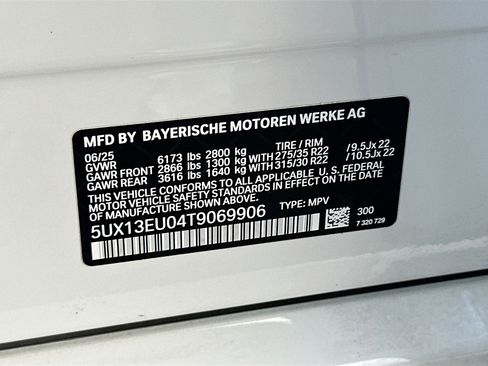 MFD BY BAYERISCHE MOTOREN WERKE AG
06/25 6173 lbs 2800 kg TIRE / RIM
GVWR
GAWR FRONT 2866 lbs 1300 kg WITH 275/35 R22 / 9.5Jx 22
GAWR REAR 3616 lbs 1640 kg WITH 315/30 R22 / 10.5Jx 22
THIS VEHICLE CONFORMS TO ALL APPLICABLE U. S. FEDERAL
MOTOR VEHICLE SAFETY STANDARDS IN EFFECT ON THE DATE
OF MANUFACTURE SHOWN ABOVE.
5UX13EU04T9069906 TYPE: MPV
300
7 320 729